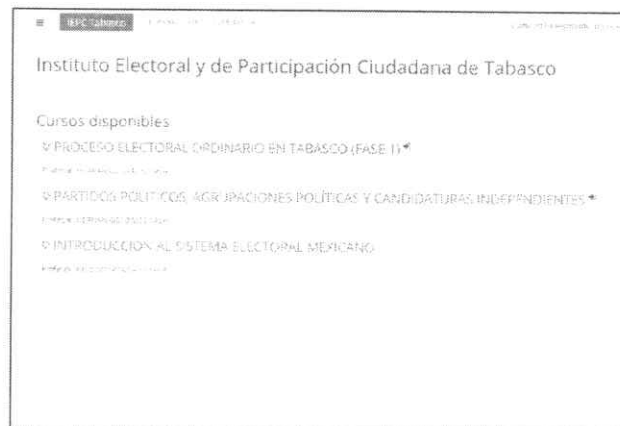 IEPC Tabasco
Instituto Electoral y de Participación Ciudadana de Tabasco
Cursos disponibles
PROCESO ELECTORAL ORDINARIO EN TABASCO (FASE 1)
PARTIDOS POLÍTICOS, AGRUPACIONES POLÍTICAS Y CANDIDATURAS INDEPENDIENTES
INTRODUCCIÓN AL SISTEMA ELECTORAL MEXICANO